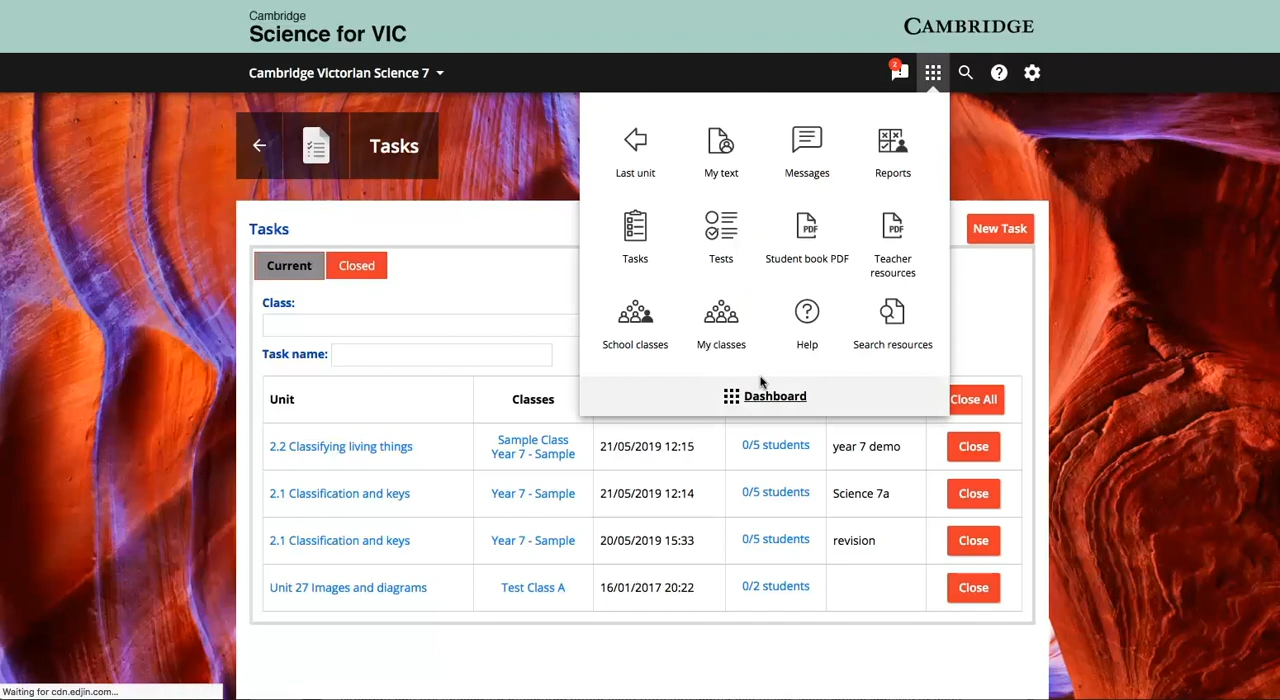 Cambridge
Science for VIC
CAMBRIDGE
Cambridge Victorian Science 7
2
Tasks
Last unit
My text
Messages
Reports
Tasks
Tests
PDF
Student book PDF
PDF
Teacher
resources
School classes
My classes
Help
Search resources
Dashboard
Tasks
New Task
Current
Closed
Class:
Task name:
Unit
Classes
Close All
2.2 Classifying living things
Sample Class
Year 7 - Sample
21/05/2019 12:15
0/5 students
year 7 demo
Close
2.1 Classification and keys
Year 7 - Sample
21/05/2019 12:14
0/5 students
Science 7a
Close
2.1 Classification and keys
Year 7 - Sample
20/05/2019 15:33
0/5 students
revision
Close
Unit 27 Images and diagrams
Test Class A
16/01/2017 20:22
0/2 students
Close
Waiting for cdn.edjin.com...